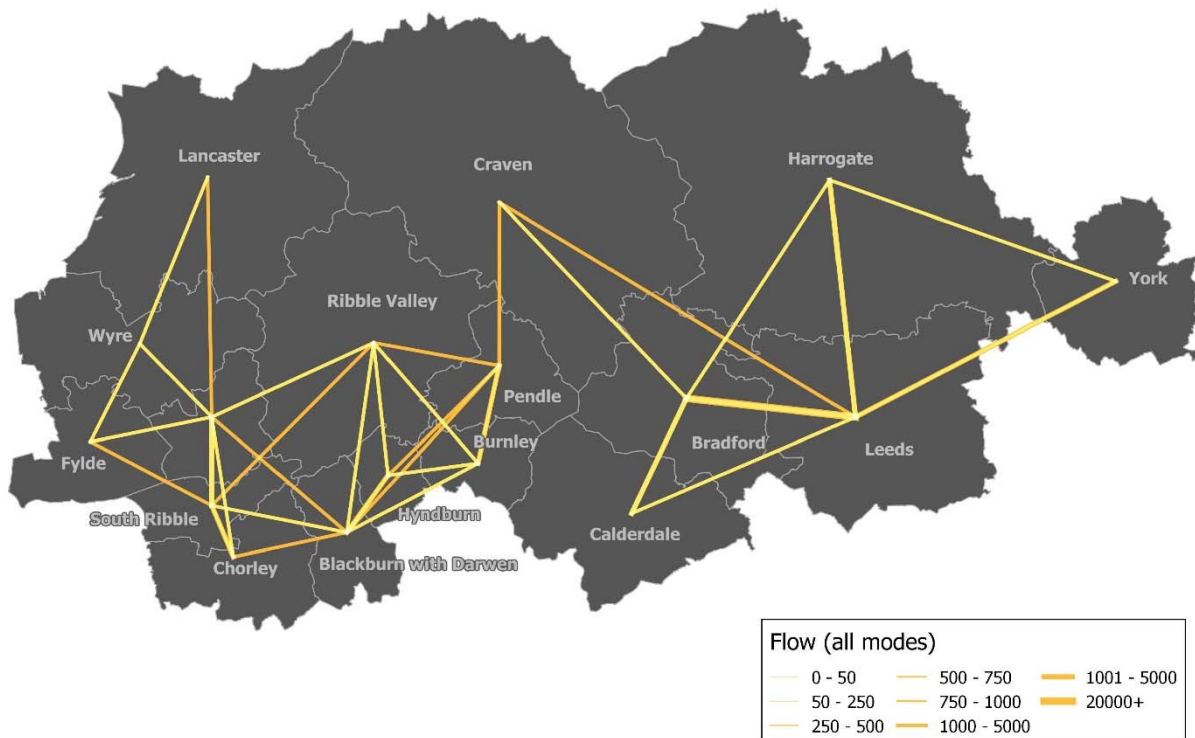 Lancaster
Craven
Harrogate
York
Ribble Valley
Wyre
Pendle
Burnley
Bradford
Leeds
Fylde
South Ribble
Hyndburn
Calderdale
Chorley
Blackburn with Darwen
Flow (all modes)
0 - 50
500 - 750
1001 - 5000
50 - 250
750 - 1000
20000+
250 - 500
1000 - 5000